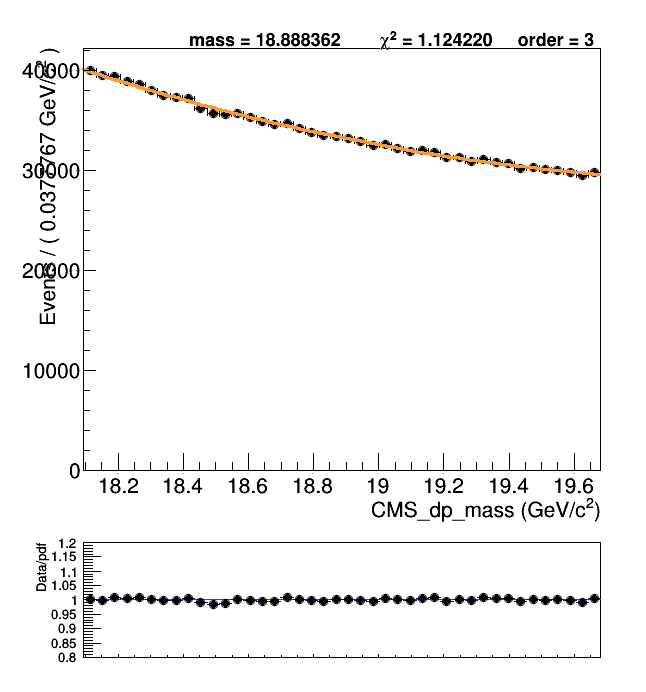 mass = 18.888362 χ² = 1.124220 order = 3
Events / ( GeV/c² )
40000
30000
20000
10000
0
18.2 18.4 18.6 18.8 19 19.2 19.4 19.6
CMS_dp_mass (GeV/c²)
Data/pdf
1.2
1.15
1.1
1.05
1
0.95
0.9
0.85
0.8